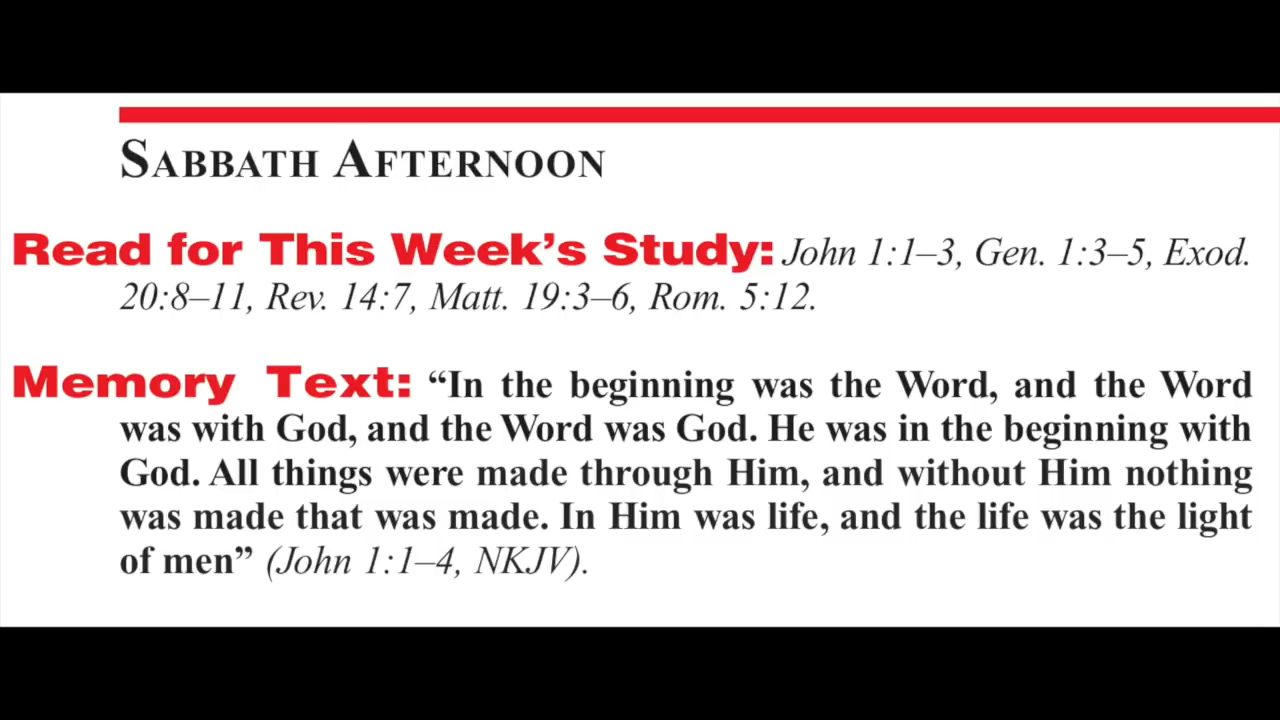 SABBATH AFTERNOON
Read for This Week’s Study: John 1:1–3, Gen. 1:3–5, Exod.
20:8–11, Rev. 14:7, Matt. 19:3–6, Rom. 5:12.
Memory Text: “In the beginning was the Word, and the Word
was with God, and the Word was God. He was in the beginning with
God. All things were made through Him, and without Him nothing
was made that was made. In Him was life, and the life was the light
of men” (John 1:1–4, NKJV).